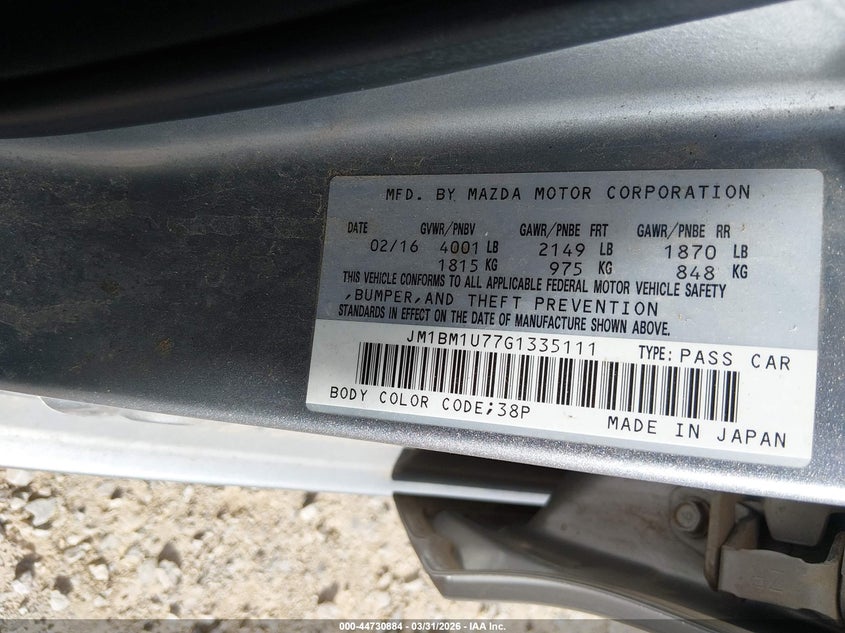 MFD. BY MAZDA MOTOR CORPORATION
DATE GVWR/PNBV GAWR/PNBE FRT GAWR/PNBE RR
02/16 4001 LB 2149 LB 1870 LB
1815 KG 975 KG 848 KG
THIS VEHICLE CONFORMS TO ALL APPLICABLE FEDERAL MOTOR VEHICLE SAFETY
,BUMPER,AND THEFT PREVENTION
STANDARDS IN EFFECT ON THE DATE OF MANUFACTURE SHOWN ABOVE.
JM1BM1U77G1335111 TYPE: PASS CAR
BODY COLOR CODE;38P
MADE IN JAPAN
000-44730884 - 03/31/2026 - IAA Inc.